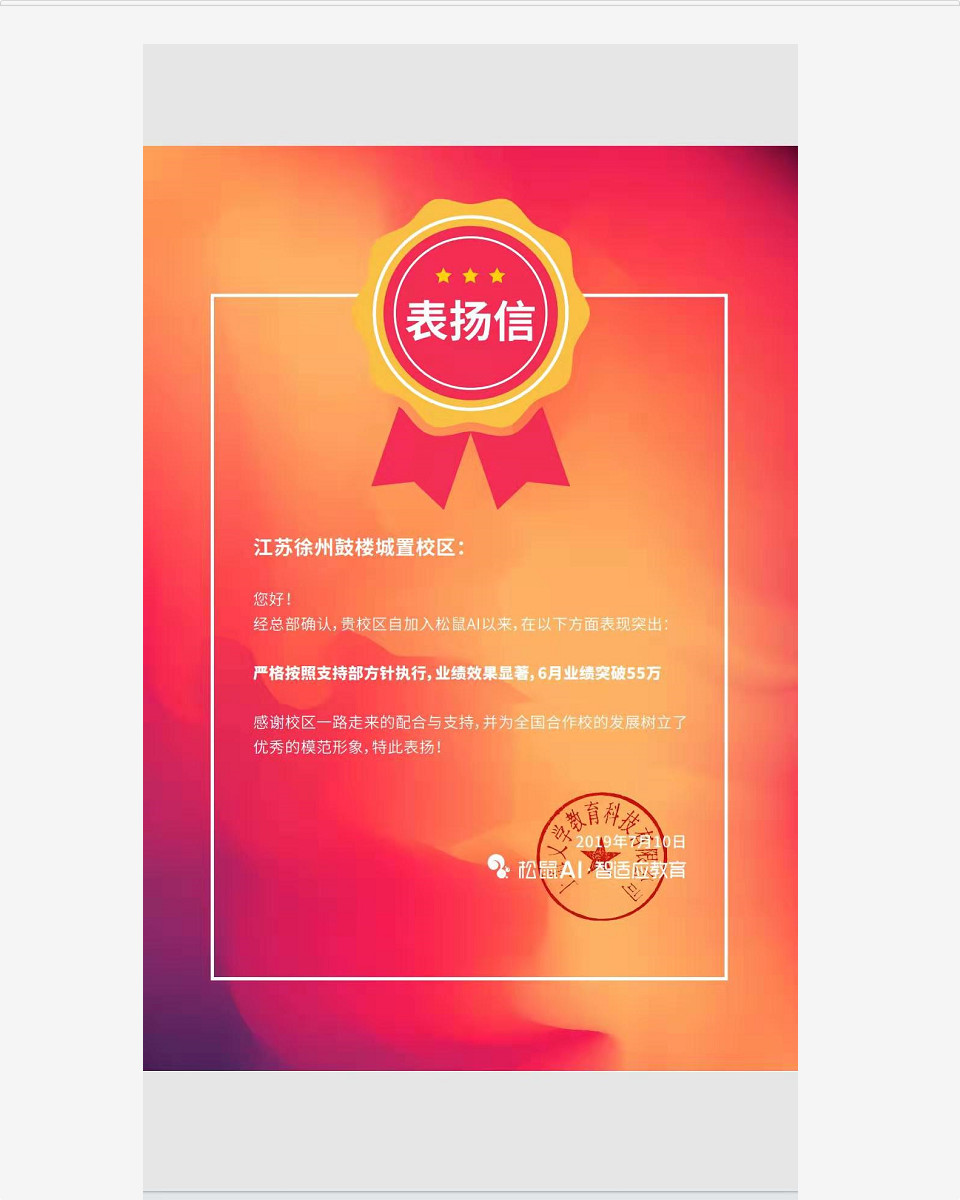 表扬信
江苏徐州鼓楼城置校区：
您好！
经总部确认，贵校区自加入松鼠AI以来，在以下方面表现突出：
严格按照支持部方针执行，业绩效果显著，6月业绩突破55万
感谢校区一路走来的配合与支持，并为全国合作校的发展树立了
优秀的模范形象，特此表扬！
2019年7月10日
松鼠AI 智适应教育
学教育科技有限公司